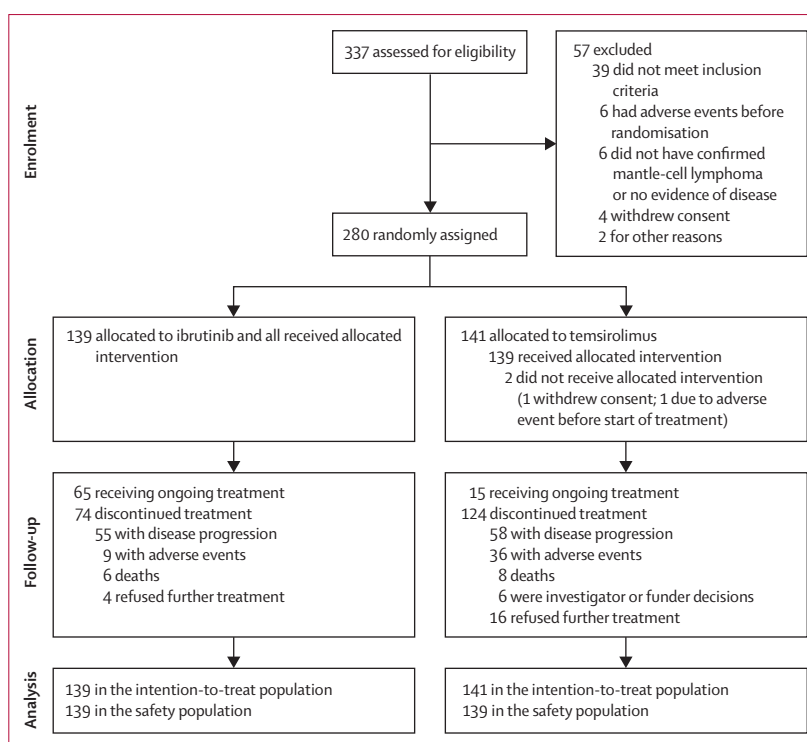 Enrolment
337 assessed for eligibility
57 excluded
39 did not meet inclusion
criteria
6 had adverse events before
randomisation
6 did not have confirmed
mantle-cell lymphoma
or no evidence of disease
4 withdrew consent
2 for other reasons
280 randomly assigned
Allocation
139 allocated to ibrutinib and all received allocated
intervention
141 allocated to temsirolimus
139 received allocated intervention
2 did not receive allocated intervention
(1 withdrew consent; 1 due to adverse
event before start of treatment)
Follow-up
65 receiving ongoing treatment
74 discontinued treatment
55 with disease progression
9 with adverse events
6 deaths
4 refused further treatment
15 receiving ongoing treatment
124 discontinued treatment
58 with disease progression
36 with adverse events
8 deaths
6 were investigator or funder decisions
16 refused further treatment
Analysis
139 in the intention-to-treat population
139 in the safety population
141 in the intention-to-treat population
139 in the safety population